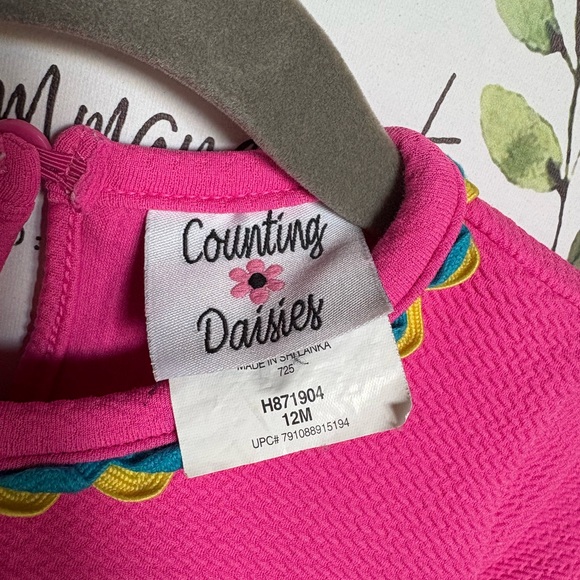 Counting
Daisies
MADE IN SRI LANKA
725
H871904
12M
UPC# 791088915194